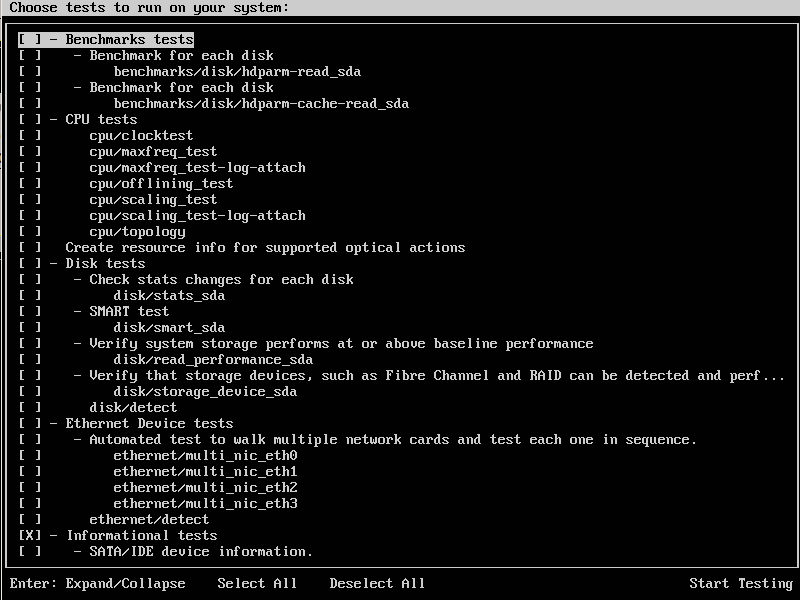 Choose tests to run on your system:
[ ] - Benchmarks tests
[ ] - Benchmark for each disk
[ ] benchmarks/disk/hdparm-read_sda
[ ] - Benchmark for each disk
[ ] benchmarks/disk/hdparm-cache-read_sda
[ ] - CPU tests
[ ] cpu/clocktest
[ ] cpu/maxfreq_test
[ ] cpu/maxfreq_test-log-attach
[ ] cpu/offlining_test
[ ] cpu/scaling_test
[ ] cpu/scaling_test-log-attach
[ ] cpu/topology
[ ] Create resource info for supported optical actions
[ ] - Disk tests
[ ] - Check stats changes for each disk
[ ] disk/stats_sda
[ ] - SMART test
[ ] disk/smart_sda
[ ] - Verify system storage performs at or above baseline performance
[ ] disk/read_performance_sda
[ ] - Verify that storage devices, such as Fibre Channel and RAID can be detected and perf...
[ ] disk/storage_device_sda
[ ] disk/detect
[ ] - Ethernet Device tests
[ ] - Automated test to walk multiple network cards and test each one in sequence.
[ ] ethernet/multi_nic_eth0
[ ] ethernet/multi_nic_eth1
[ ] ethernet/multi_nic_eth2
[ ] ethernet/multi_nic_eth3
[ ] ethernet/detect
[X] - Informational tests
[ ] - SATA/IDE device information.
Enter: Expand/Collapse Select All Deselect All Start Testing